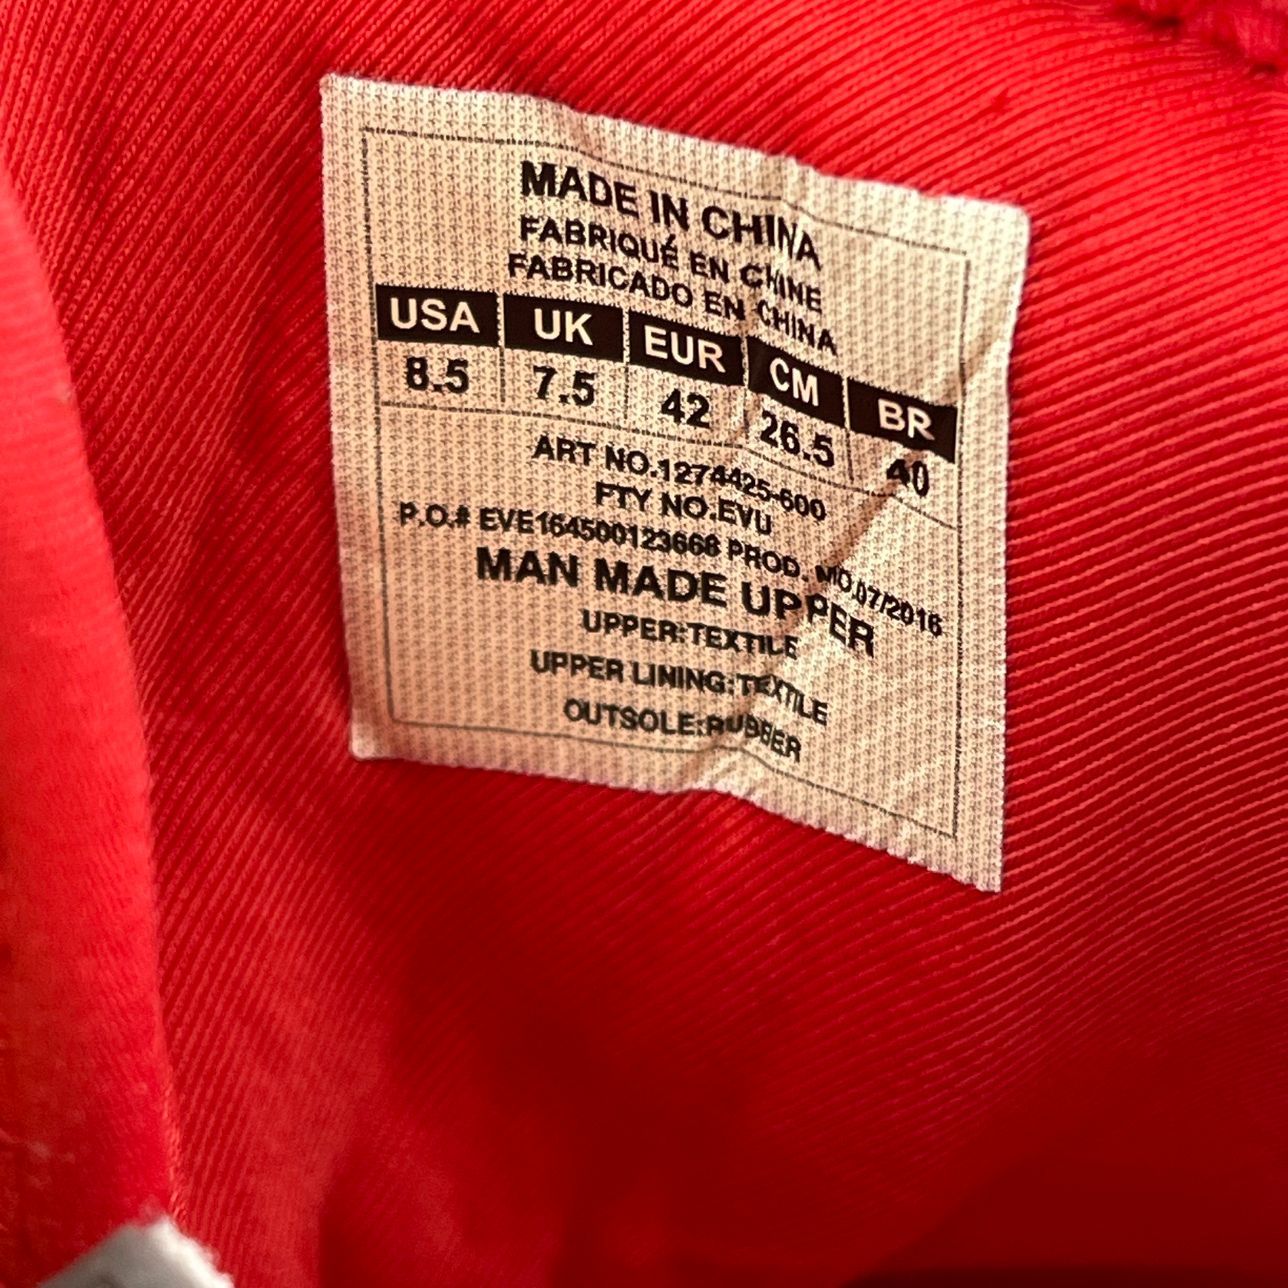 MADE IN CHINA
FABRIQUÉ EN CHINE
FABRICADO EN CHINA
USA UK EUR CM BR
8.5 7.5 42 26.5 40
ART NO.1274425-600
FTY NO.EVU
P.O.# EVE164500123668 PROD. MO.07/2016
MAN MADE UPPER
UPPER:TEXTILE
UPPER LINING:TEXTILE
OUTSOLE:RUBBER